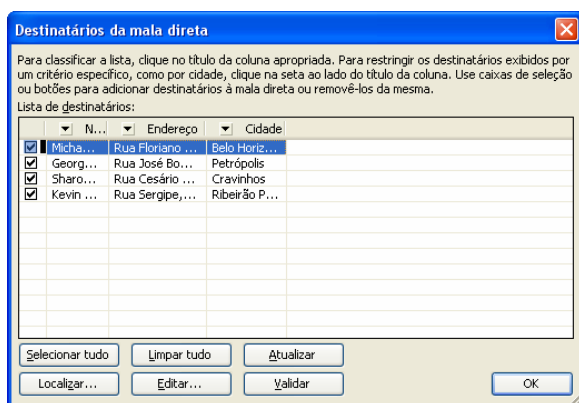 Destinatários da mala direta
Para classificar a lista, clique no título da coluna apropriada. Para restringir os destinatários exibidos por
um critério específico, como por cidade, clique na seta ao lado do título da coluna. Use caixas de seleção
ou botões para adicionar destinatários à mala direta ou removê-los da mesma.
Lista de destinatários:
N... Endereço Cidade
Micha... Rua Floriano ... Belo Horiz...
Georg... Rua José Bo... Petrópolis
Sharo... Rua Cesário ... Cravinhos
Kevin ... Rua Sergipe,... Ribeirão P...
Selecionar tudo Limpar tudo Atualizar
Localizar... Editar... Validar OK